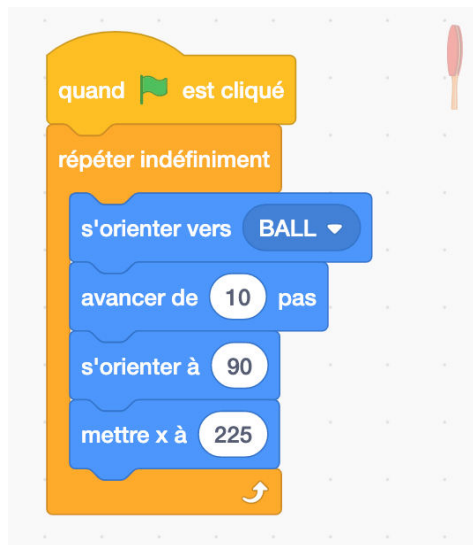 quand est cliqué
répéter indéfiniment
s'orienter vers BALL
avancer de 10 pas
s'orienter à 90
mettre x à 225